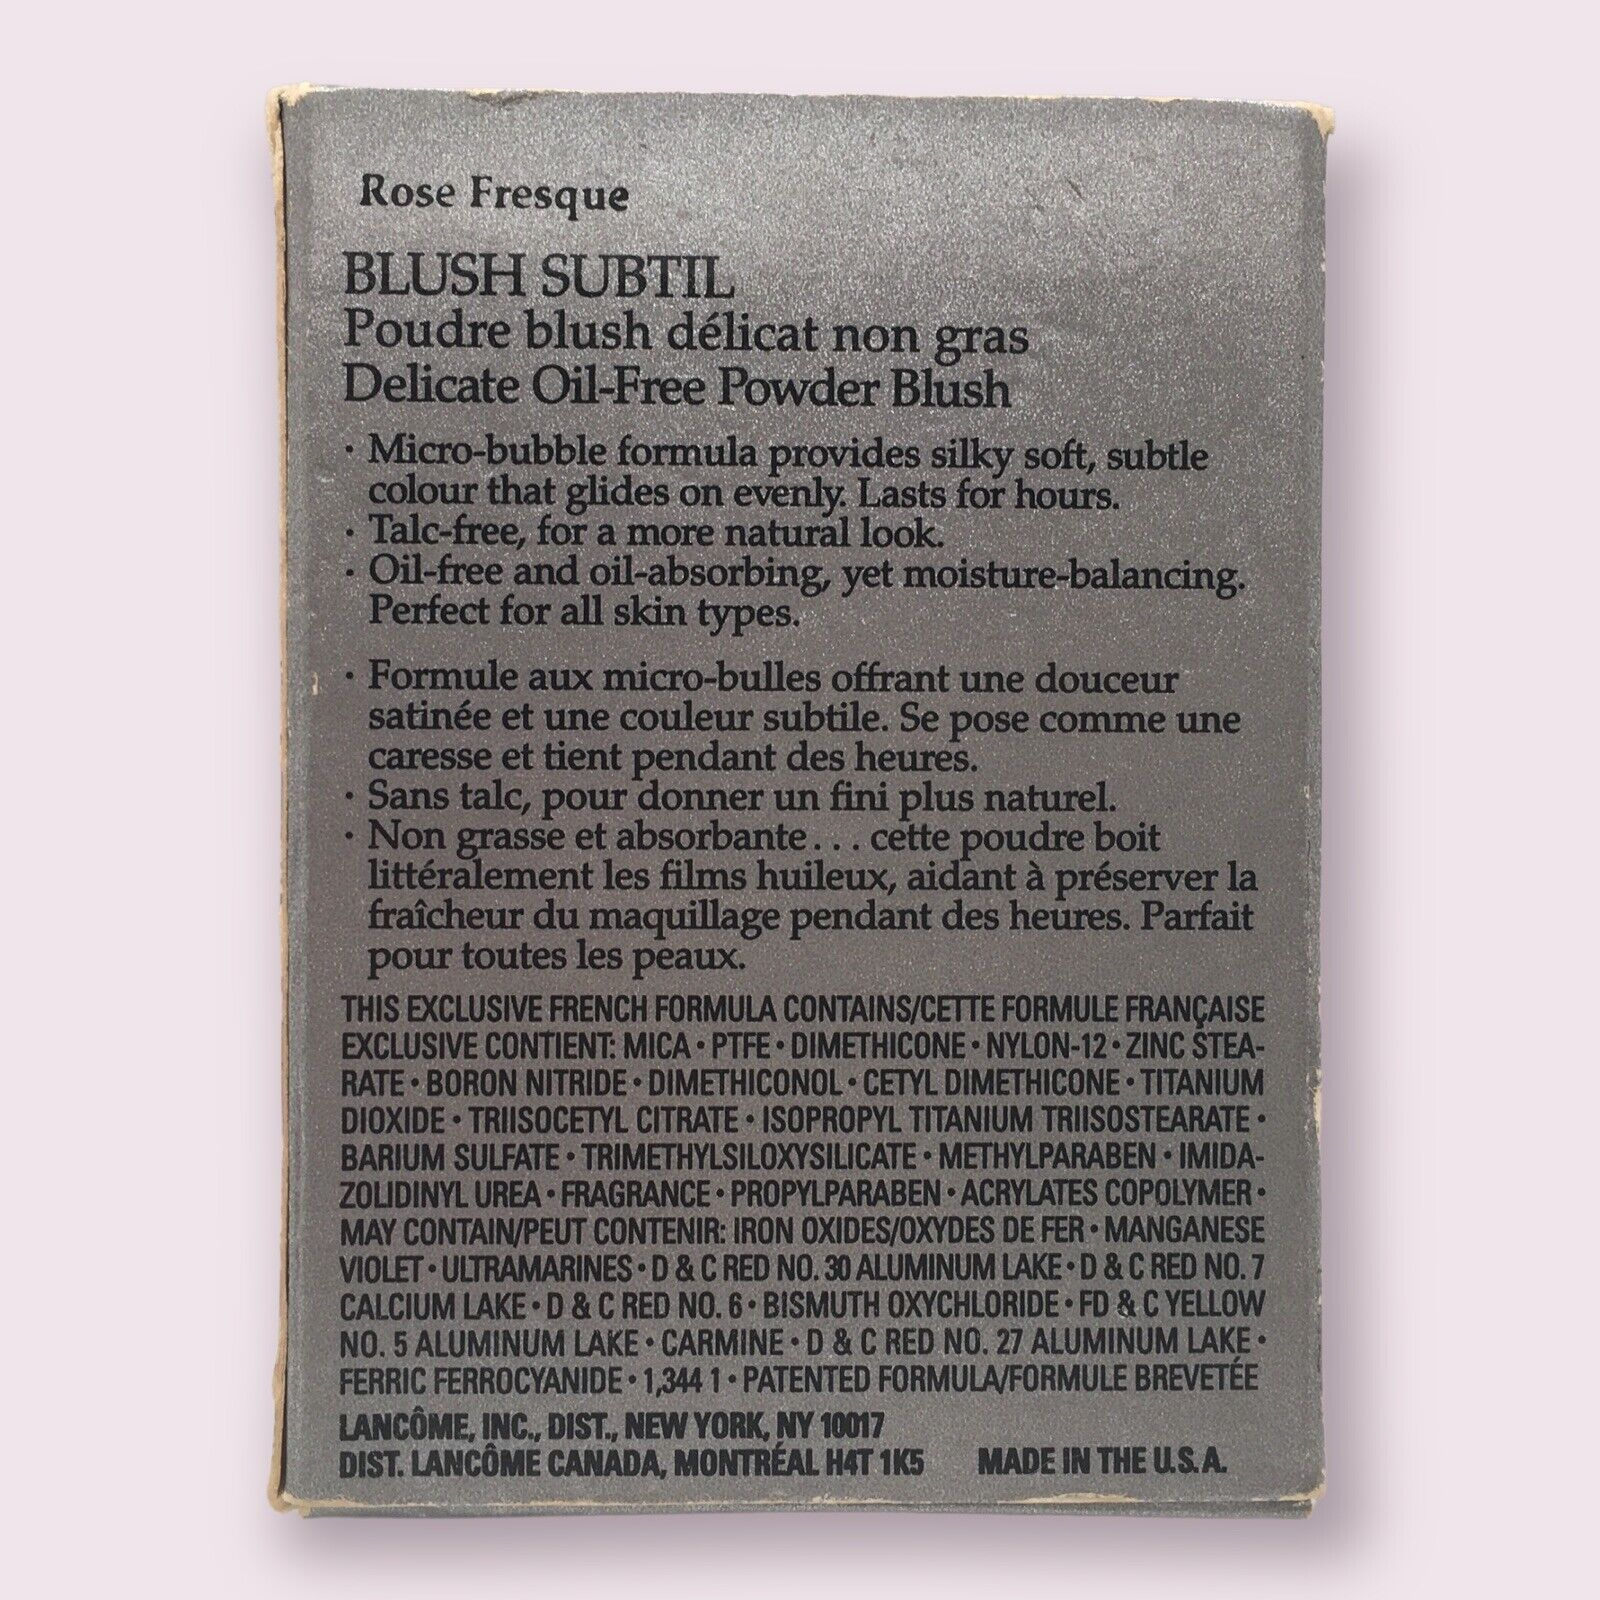 Rose Fresque
BLUSH SUBTIL
Poudre blush délicat non gras
Delicate Oil-Free Powder Blush
· Micro-bubble formula provides silky soft, subtle
colour that glides on evenly. Lasts for hours.
· Talc-free, for a more natural look.
· Oil-free and oil-absorbing, yet moisture-balancing.
Perfect for all skin types.
· Formule aux micro-bulles offrant une douceur
satinée et une couleur subtile. Se pose comme une
caresse et tient pendant des heures.
· Sans talc, pour donner un fini plus naturel.
· Non grasse et absorbante... cette poudre boit
littéralement les films huileux, aidant à préserver la
fraîcheur du maquillage pendant des heures. Parfait
pour toutes les peaux.
THIS EXCLUSIVE FRENCH FORMULA CONTAINS/CETTE FORMULE FRANÇAISE
EXCLUSIVE CONTIENT: MICA • PTFE • DIMETHICONE • NYLON-12 • ZINC STEA-
RATE • BORON NITRIDE • DIMETHICONOL • CETYL DIMETHICONE • TITANIUM
DIOXIDE • TRIISOCETYL CITRATE • ISOPROPYL TITANIUM TRIISOSTEARATE •
BARIUM SULFATE • TRIMETHYLSILOXYSILICATE • METHYLPARABEN • IMIDA-
ZOLIDINYL UREA • FRAGRANCE • PROPYLPARABEN • ACRYLATES COPOLYMER •
MAY CONTAIN/PEUT CONTENIR: IRON OXIDES/OXYDES DE FER • MANGANESE
VIOLET • ULTRAMARINES • D & C RED NO. 30 ALUMINUM LAKE • D & C RED NO. 7
CALCIUM LAKE • D & C RED NO. 6 • BISMUTH OXYCHLORIDE • FD & C YELLOW
NO. 5 ALUMINUM LAKE • CARMINE • D & C RED NO. 27 ALUMINUM LAKE •
FERRIC FERROCYANIDE • 1,344 1 • PATENTED FORMULA/FORMULE BREVETÉE
LANCÔME, INC., DIST., NEW YORK, NY 10017
DIST. LANCÔME CANADA, MONTRÉAL H4T 1K5 MADE IN THE U.S.A.